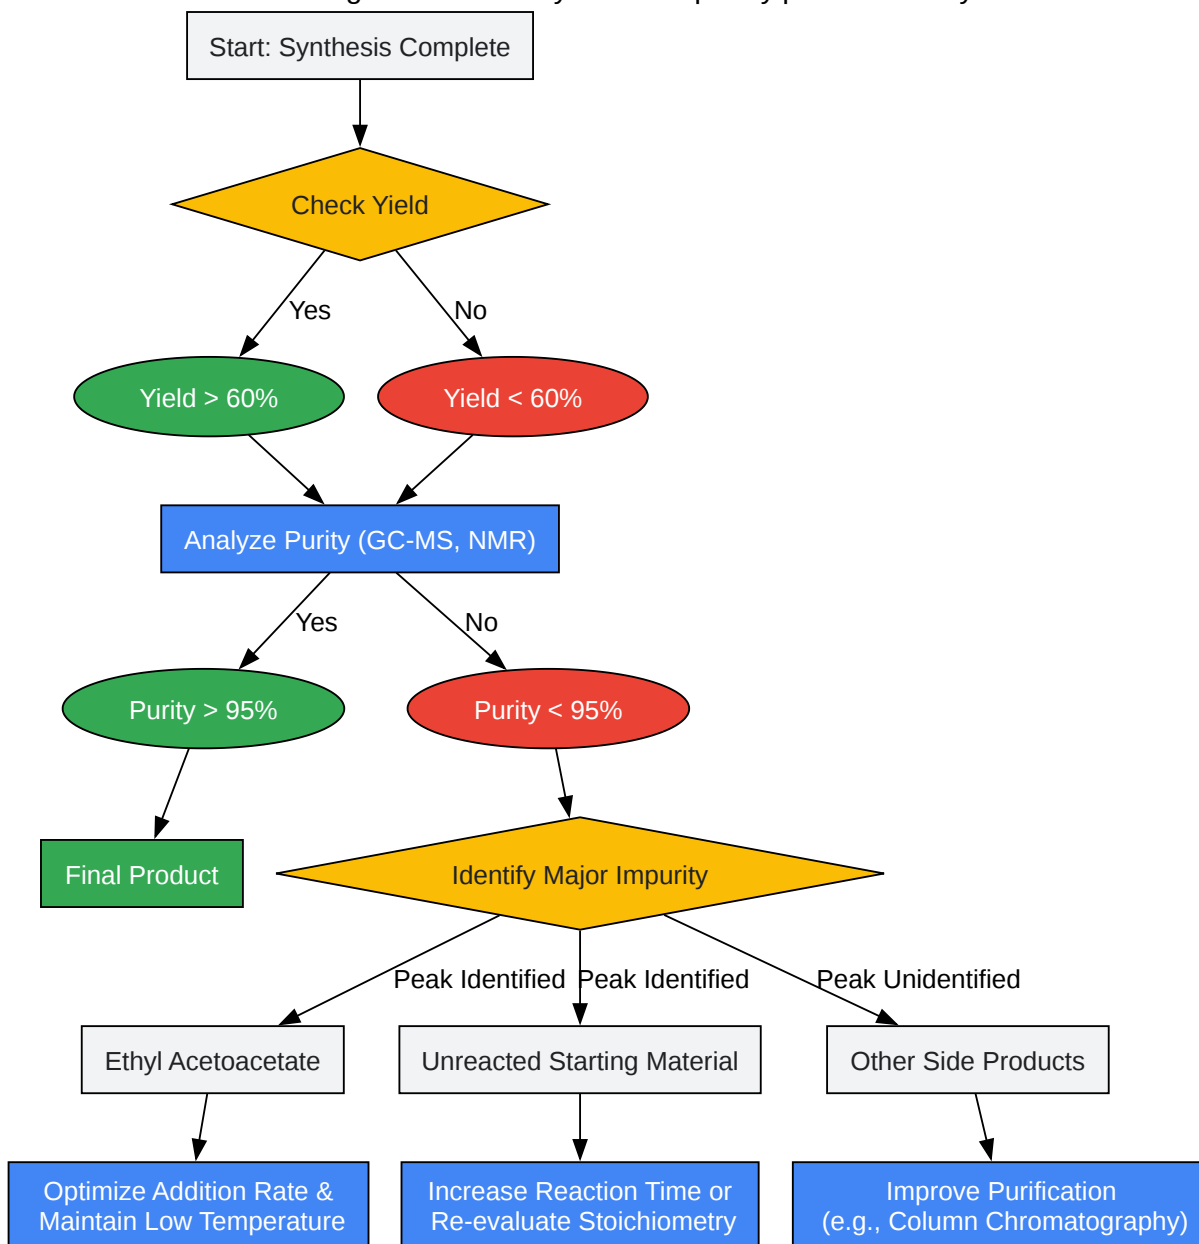 Start: Synthesis Complete
Check Yield
Yes
No
Yield > 60%
Yield < 60%
Analyze Purity (GC-MS, NMR)
Yes
No
Purity > 95%
Purity < 95%
Final Product
Identify Major Impurity
Peak Identified
Peak Identified
Peak Unidentified
Ethyl Acetoacetate
Unreacted Starting Material
Other Side Products
Optimize Addition Rate &
Maintain Low Temperature
Increase Reaction Time or
Re-evaluate Stoichiometry
Improve Purification
(e.g., Column Chromatography)